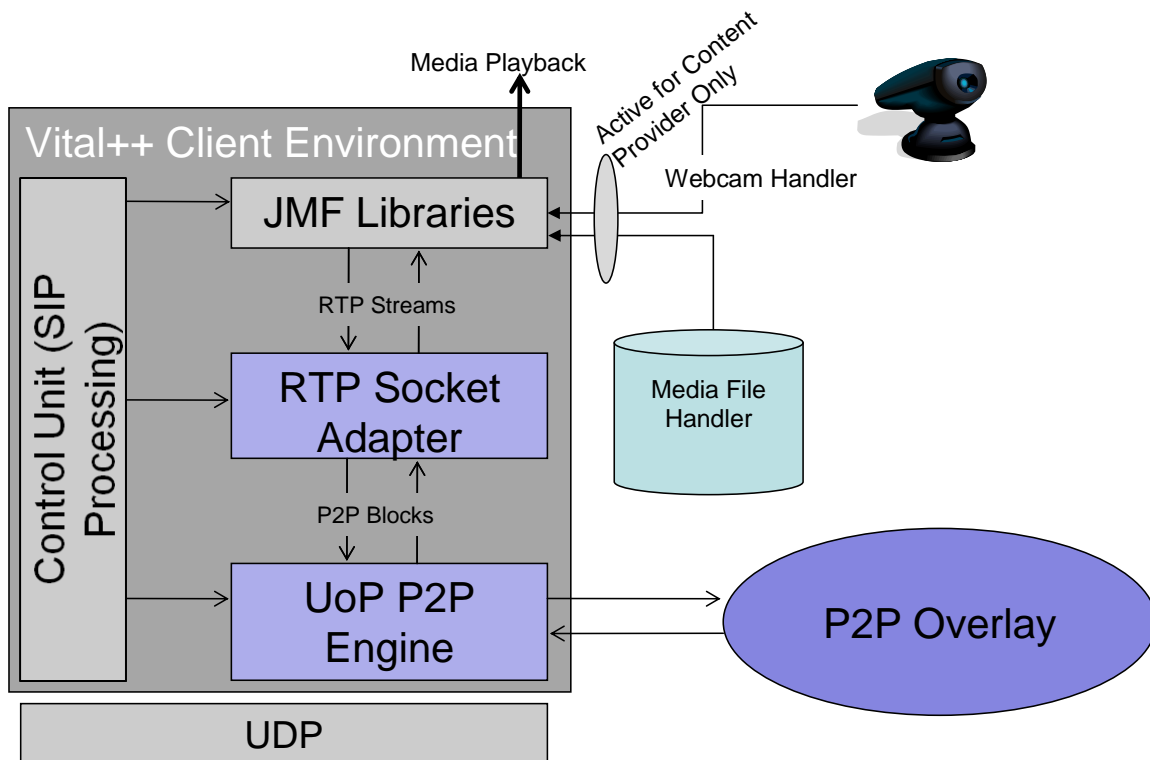 Media Playback
Active for Content
Provider Only
Vital++ Client Environment
Webcam Handler
JMF Libraries
Control Unit (SIP
Processing)
RTP Streams
RTP Socket
Adapter
Media File
Handler
P2P Blocks
UoP P2P
Engine
P2P Overlay
UDP